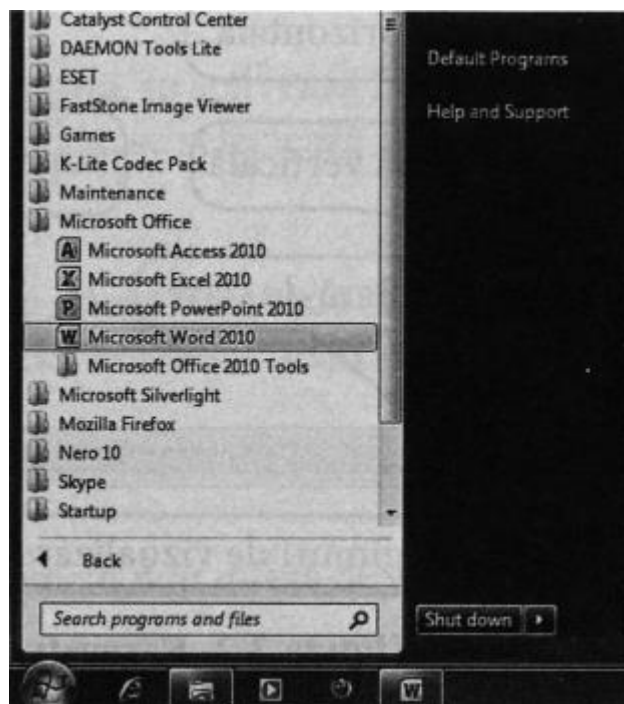 Catalyst Control Center
DAEMON Tools Lite
ESET
FastStone Image Viewer
Games
K-Lite Codec Pack
Maintenance
Microsoft Office
Microsoft Access 2010
Microsoft Excel 2010
Microsoft PowerPoint 2010
Microsoft Word 2010
Microsoft Office 2010 Tools
Microsoft Silverlight
Mozilla Firefox
Nero 10
Skype
Startup
Back
Search programs and files
Default Programs
Help and Support
Shut down